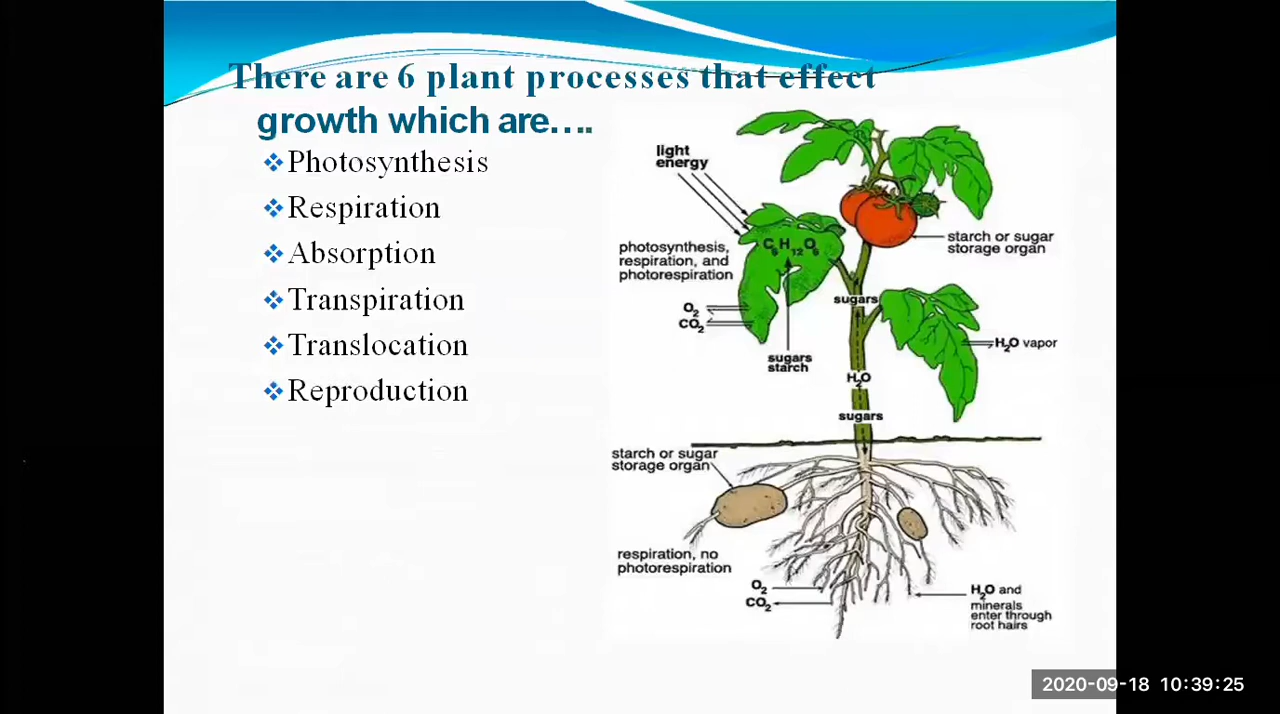 There are 6 plant processes that effect
growth which are….
Photosynthesis
Respiration
Absorption
Transpiration
Translocation
Reproduction
light
energy
C6H12O6
photosynthesis,
respiration, and
photorespiration
O2
CO2
sugars
starch
starch or sugar
storage organ
sugars
H2O vapor
H2O
sugars
starch or sugar
storage organ
respiration, no
photorespiration
O2
CO2
H2O and
minerals
enter through
root hairs
2020-09-18 10:39:25